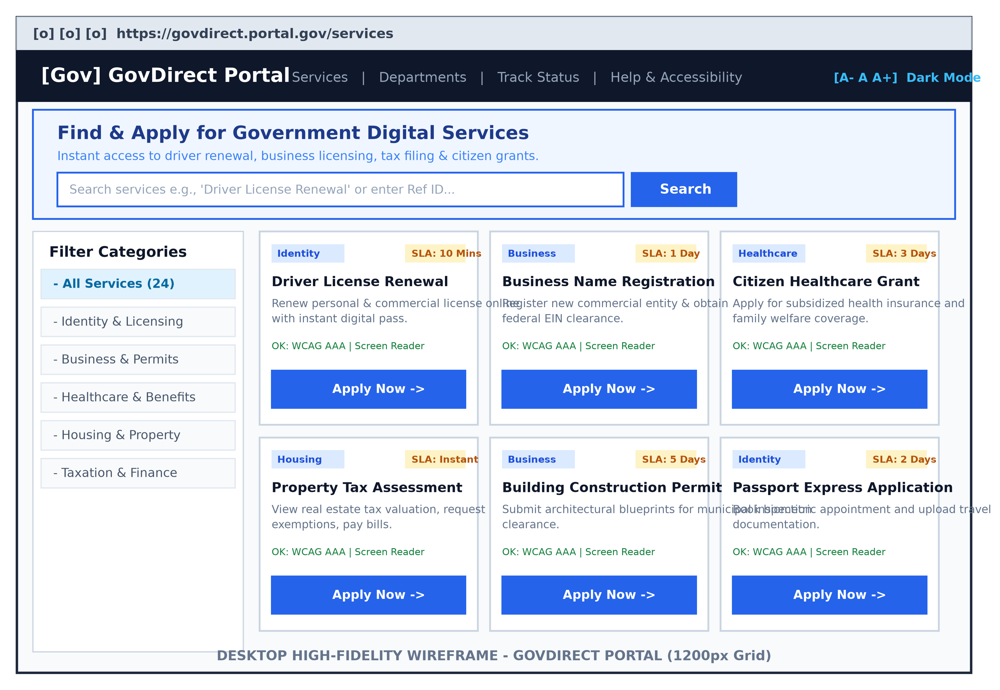 [o] [o] [o] https://govdirect.portal.gov/services
[Gov] GovDirect Portal Services | Departments | Track Status | Help & Accessibility [A- A A+] Dark Mode
Find & Apply for Government Digital Services
Instant access to driver renewal, business licensing, tax filing & citizen grants.
Search services e.g., 'Driver License Renewal' or enter Ref ID...
Search
Filter Categories
- All Services (24)
- Identity & Licensing
- Business & Permits
- Healthcare & Benefits
- Housing & Property
- Taxation & Finance
Identity
SLA: 10 Mins
Driver License Renewal
Renew personal & commercial license online
with instant digital pass.
OK: WCAG AAA | Screen Reader
Apply Now ->
Business
SLA: 1 Day
Business Name Registration
Register new commercial entity & obtain
federal EIN clearance.
OK: WCAG AAA | Screen Reader
Apply Now ->
Healthcare
SLA: 3 Days
Citizen Healthcare Grant
Apply for subsidized health insurance and
family welfare coverage.
OK: WCAG AAA | Screen Reader
Apply Now ->
Housing
SLA: Instant
Property Tax Assessment
View real estate tax valuation, request
exemptions, pay bills.
OK: WCAG AAA | Screen Reader
Apply Now ->
Business
SLA: 5 Days
Building Construction Permit
Submit architectural blueprints for municipal inspection
clearance.
OK: WCAG AAA | Screen Reader
Apply Now ->
Identity
SLA: 2 Days
Passport Express Application
Book biometric appointment and upload travel
documentation.
OK: WCAG AAA | Screen Reader
Apply Now ->
DESKTOP HIGH-FIDELITY WIREFRAME - GOVDIRECT PORTAL (1200px Grid)